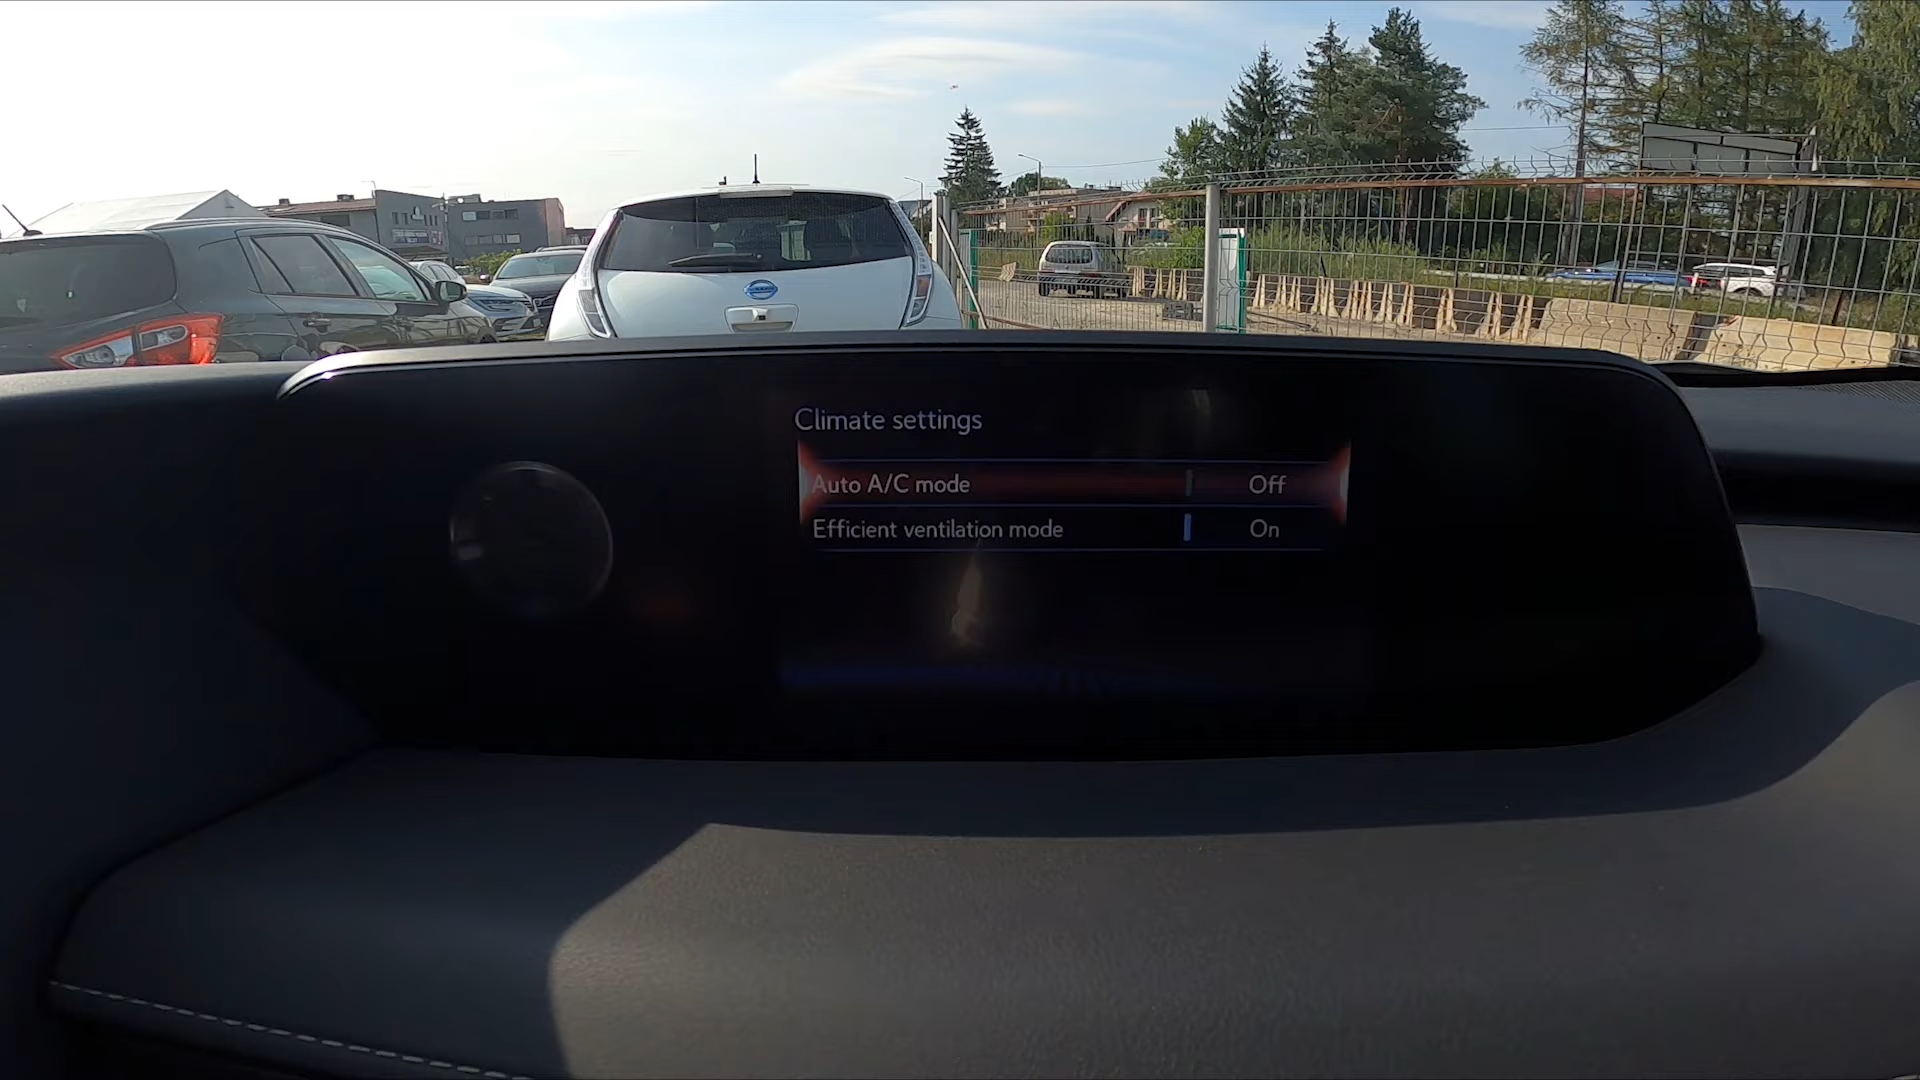 Climate settings
Auto A/C mode Off
Efficient ventilation mode On